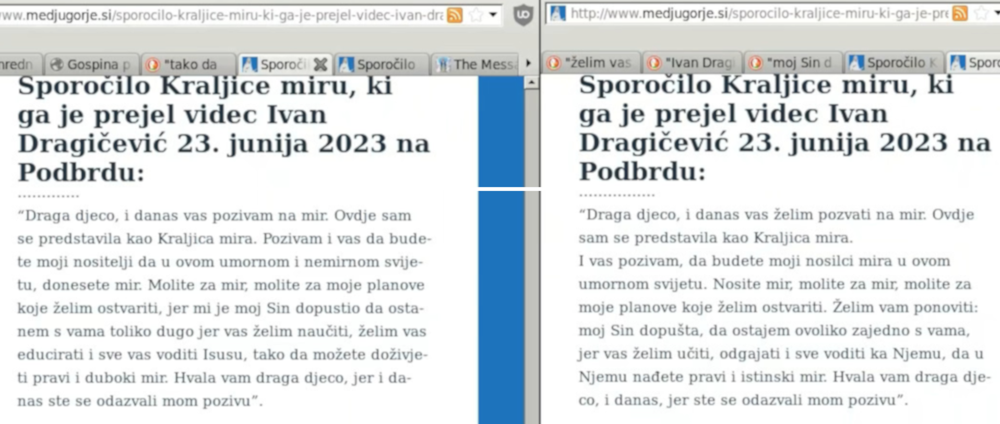 ww.medjugorje.si/sporocilo-kraljice-miru-ki-ga-je-prejel-videc-ivan-dra
nredn
Gospina p
"tako da
Sporoči
Sporočilo
The Mess
Sporočilo Kraljice miru, ki
ga je prejel videc Ivan
Dragičević 23. junija 2023 na
Podbrdu:
.............
“Draga djeco, i danas vas pozivam na mir. Ovdje sam
se predstavila kao Kraljica mira. Pozivam i vas da bude-
te moji nositelji da u ovom umornom i nemirnom svije-
tu, donesete mir. Molite za mir, molite za moje planove
koje želim ostvariti, jer mi je moj Sin dopustio da osta-
nem s vama toliko dugo jer vas želim naučiti, želim vas
educirati i sve vas voditi Isusu, tako da možete doživje-
ti pravi i duboki mir. Hvala vam draga djeco, jer i da-
nas ste se odazvali mom pozivu”.
http://www.medjugorje.si/sporocilo-kraljice-miru-ki-ga-je-pre
"želim vas
"Ivan Dragi
"moj Sin d
Sporočilo K
Sporo
Sporočilo Kraljice miru, ki
ga je prejel videc Ivan
Dragičević 23. junija 2023 na
Podbrdu:
................
“Draga djeco, i danas vas želim pozvati na mir. Ovdje
sam se predstavila kao Kraljica mira.
I vas pozivam, da budete moji nosilci mira u ovom
umornom svijetu. Nosite mir, molite za mir, molite za
moje planove koje želim ostvariti. Želim vam ponoviti:
moj Sin dopušta, da ostajem ovoliko zajedno s vama,
jer vas želim učiti, odgajati i sve voditi ka Njemu, da u
Njemu nađete pravi i istinski mir. Hvala vam draga dje-
co, i danas, jer ste se odazvali mom pozivu”.